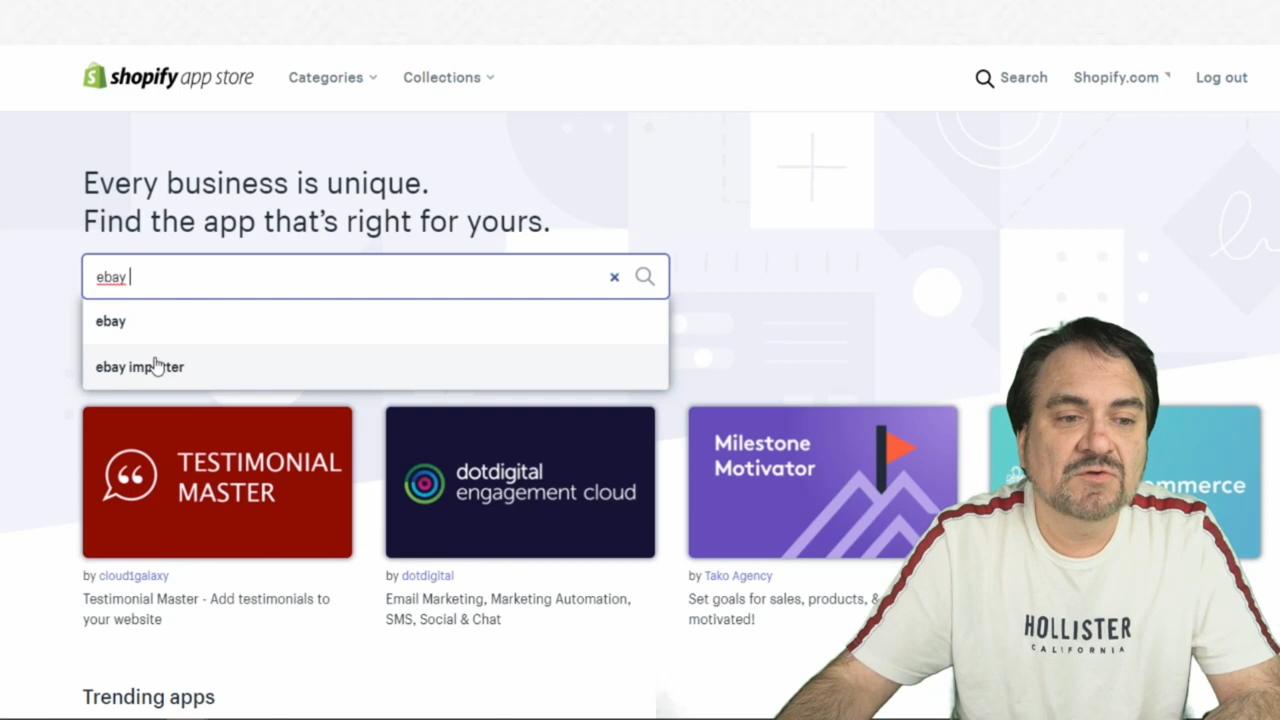 shopify app store Categories Collections Search Shopify.com Log out
Every business is unique.
Find the app that's right for yours.
ebay
ebay
ebay
TESTIMONIAL
MASTER
dotdigital
engagement cloud
Milestone
Motivator
by cloud1galaxy
Testimonial Master - Add testimonials to
your website
by dotdigital
Email Marketing, Marketing Automation,
SMS, Social & Chat
by Tako Agency
Set goals for sales, products, &
motivated!
HOLLISTER
CALIFORNIA
Trending apps